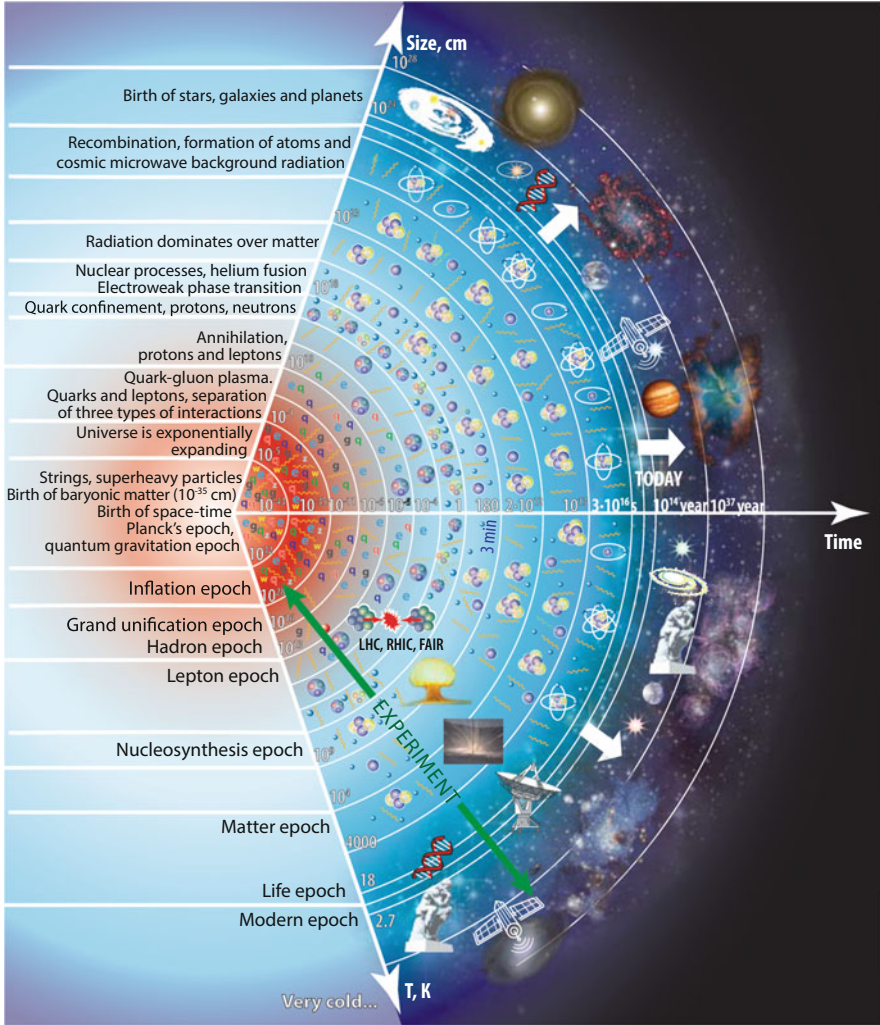 Size, cm
10²⁸
Birth of stars, galaxies and planets
Recombination, formation of atoms and
cosmic microwave background radiation
Radiation dominates over matter
Nuclear processes, helium fusion
Electroweak phase transition
Quark confinement, protons, neutrons
Annihilation,
protons and leptons
Quark-gluon plasma.
Quarks and leptons, separation
of three types of interactions
Universe is exponentially
expanding
Strings, superheavy particles
Birth of baryonic matter (10⁻³⁵ cm)
Birth of space-time
Planck's epoch,
quantum gravitation epoch
TODAY
1 180 3·10¹⁶ s 10¹⁴ year 10³⁷ year
Time
3 min
Inflation epoch
Grand unification epoch
Hadron epoch
LHC, RHIC, FAIR
Lepton epoch
EXPERIMENT
Nucleosynthesis epoch
Matter epoch
4000
Life epoch
18
Modern epoch
2.7
T, K
Very cold...